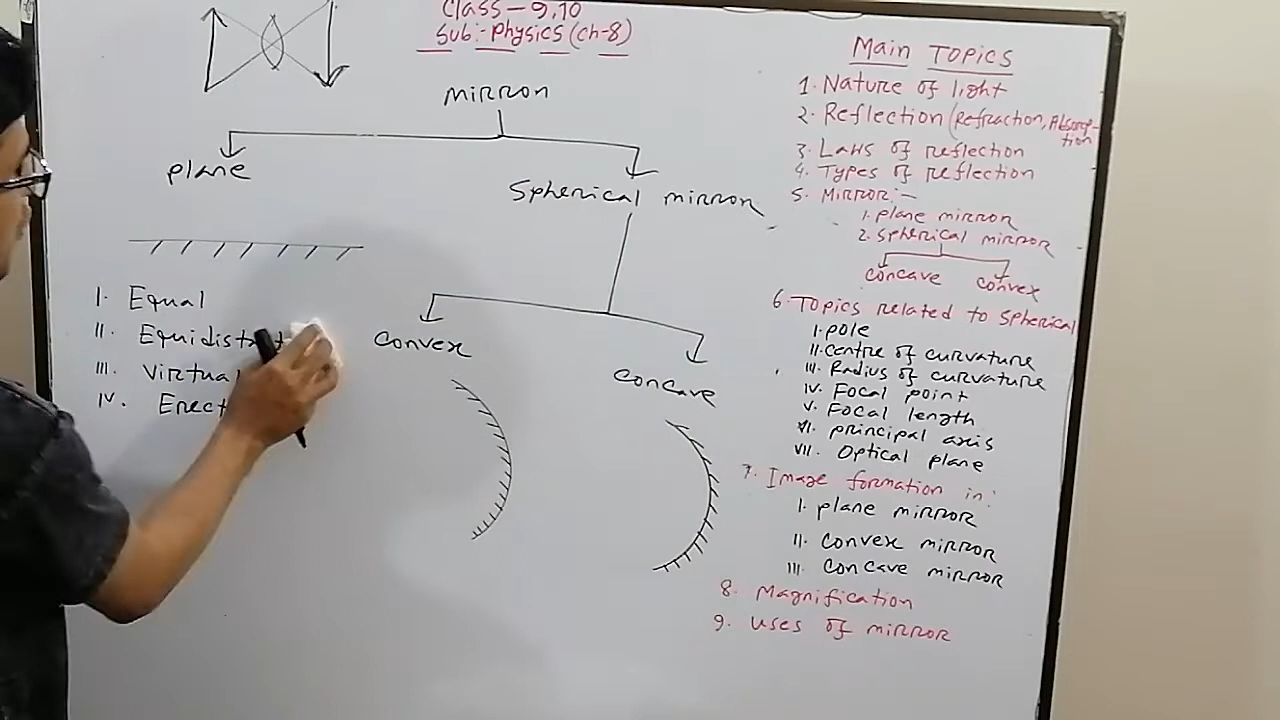 Class - 9,10
Sub:- Physics (ch-8)
Mirror
Plane
Spherical mirror
I. Equal
II.
III.
IV. Erect
Convex
Concave
Main Topics
1. Nature of light
2. Reflection (Refraction, Absorp-
tion
3. Laws of reflection
4. Types of reflection
5. Mirror:-
1. plane mirror
2. Spherical mirror
Concave Convex
6. Topics related to Spherical
I. pole
II. Centre of curvature
III. Radius of curvature
IV. Focal point
V. Focal length
VI. principal axis
VII. Optical plane
7. Image formation in:
I. plane mirror
II. Convex mirror
III. Concave mirror
8. Magnification
9. Uses of mirror